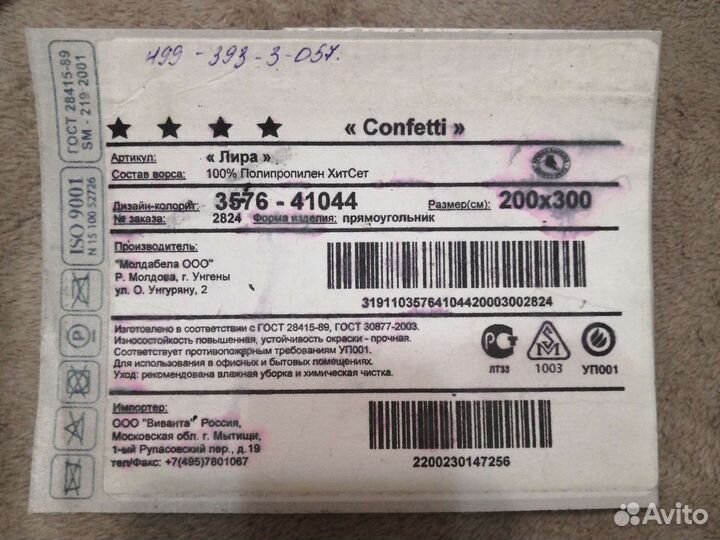 499-393-3-057.
ГОСТ 28415-89
SM - 219 2001
ISO 9001
N 15 100 52726
« Confetti »
Артикул: « Лира »
Состав ворса: 100% Полипропилен ХитСет
Дизайн-колорит: 3576 - 41044 Размер(см): 200x300
№ заказа: 2824 Форма изделия: прямоугольник
Производитель:
"Молдабела ООО"
Р. Молдова, г. Унгены
ул. О. Унгуряну, 2
31911035764104420003002824
Изготовлено в соответствии с ГОСТ 28415-89, ГОСТ 30877-2003.
Износостойкость повышенная, устойчивость окраски - прочная.
Соответствует противопожарным требованиям УП001.
Для использования в офисных и бытовых помещениях.
Уход: рекомендована влажная уборка и химическая чистка.
РСТ
ЛТ33
SM
1003
УП001
P
Импортер:
ООО "Виванта" Россия,
Московская обл. г. Мытищи,
1-ый Рупасовский пер., д.19
тел/Факс: +7(495)7801067
2200230147256
Avito